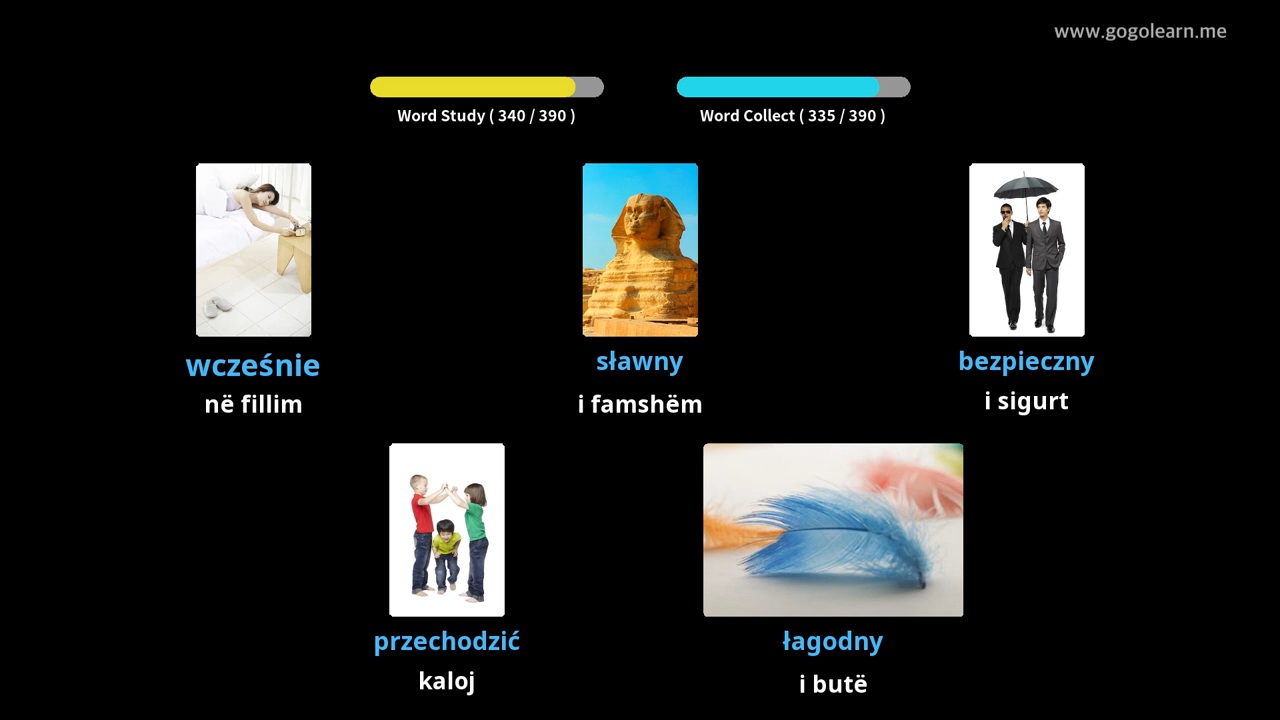 www.gogolearn.me
Word Study ( 340 / 390 )
Word Collect ( 335 / 390 )
wcześnie
në fillim
sławny
i famshëm
bezpieczny
i sigurt
przechodzić
kaloj
łagodny
i butë